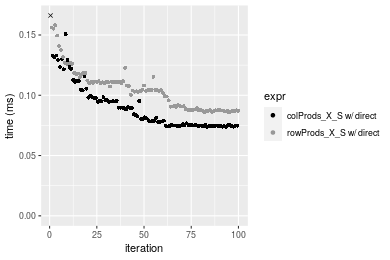 0.15
0.10
0.05
0.00
time (ms)
0
25
50
75
100
iteration
expr
colProds_X_S w/ direct
rowProds_X_S w/ direct